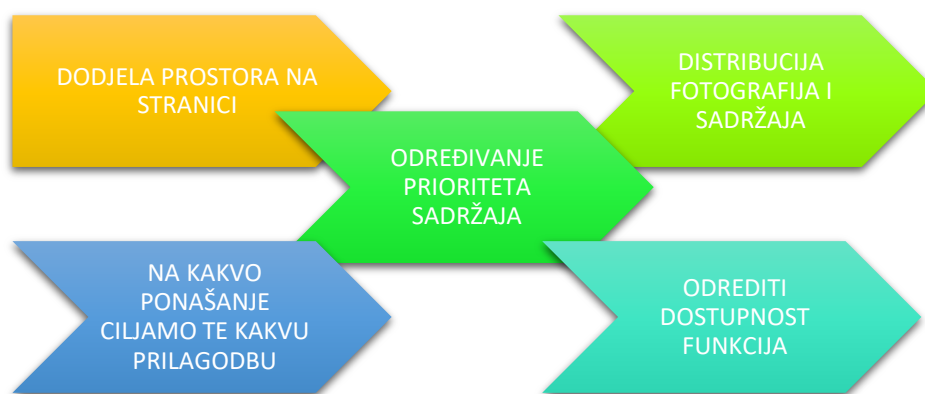 DODJELA PROSTORA NA
STRANICI
DISTRIBUCIJA
FOTOGRAFIJA I
SADRŽAJA
ODREĐIVANJE
PRIORITETA
SADRŽAJA
NA KAKVO
PONAŠANJE
CILJAMO TE KAKVU
PRILAGODBU
ODREDITI
DOSTUPNOST
FUNKCIJA